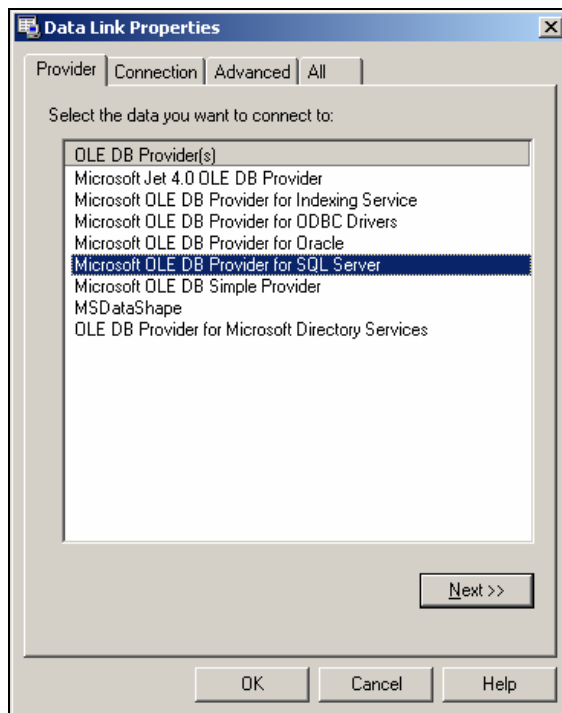 Data Link Properties
Provider Connection Advanced All
Select the data you want to connect to:
OLE DB Provider(s)
Microsoft Jet 4.0 OLE DB Provider
Microsoft OLE DB Provider for Indexing Service
Microsoft OLE DB Provider for ODBC Drivers
Microsoft OLE DB Provider for Oracle
Microsoft OLE DB Provider for SQL Server
Microsoft OLE DB Simple Provider
MSDataShape
OLE DB Provider for Microsoft Directory Services
Next >>
OK Cancel Help